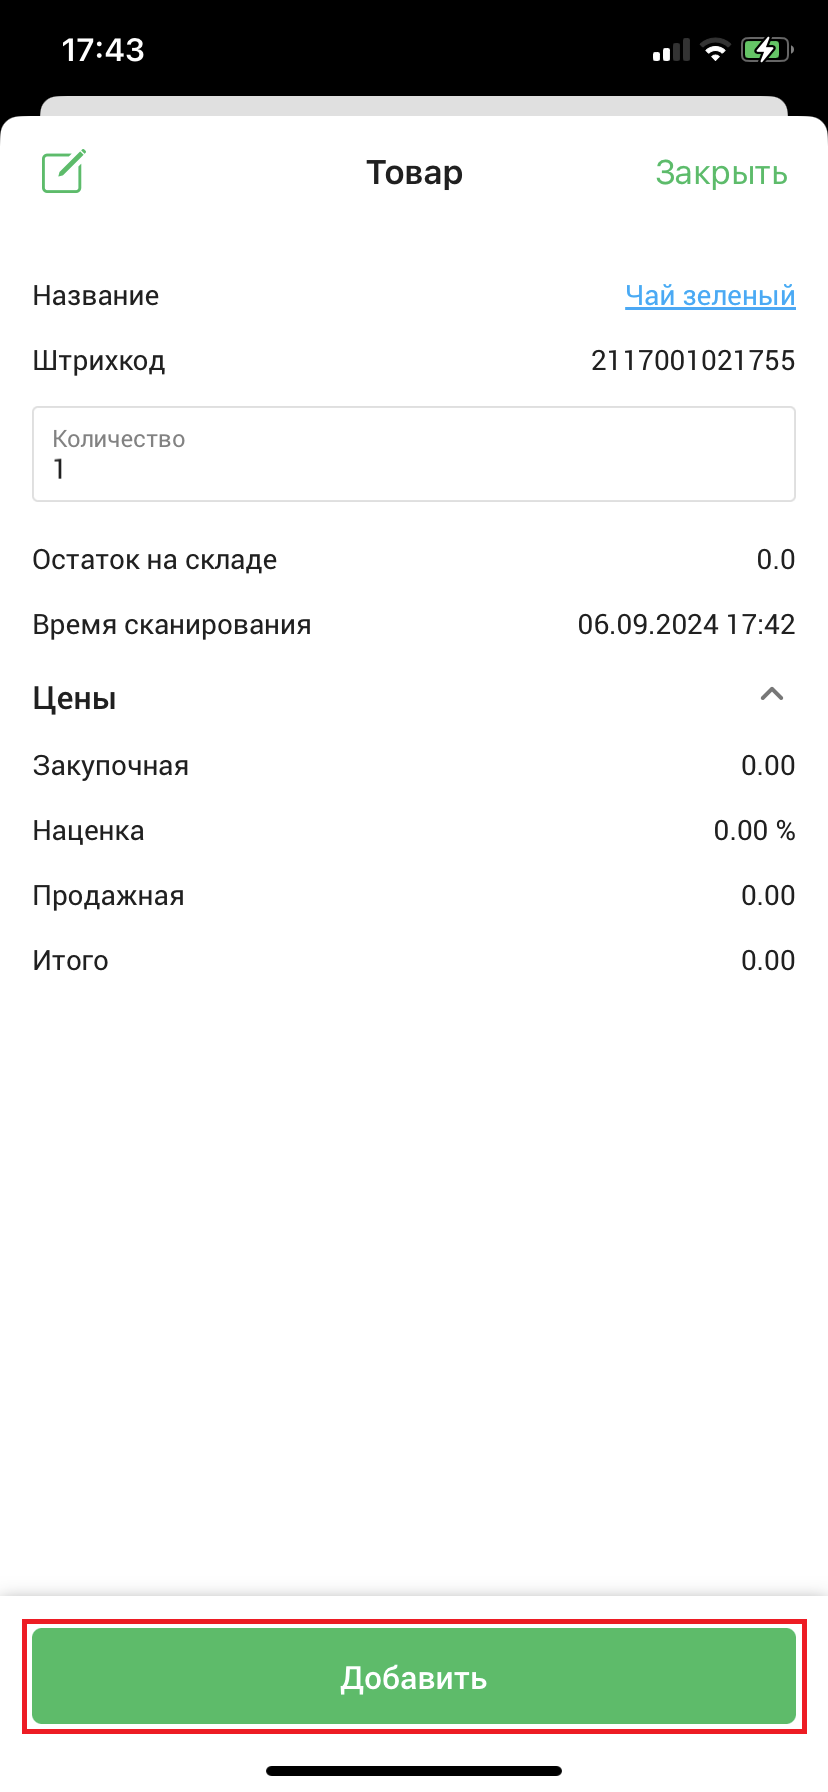 17:43
Товар
Закрыть
Название
Чай зеленый
Штрихкод
2117001021755
Количество
1
Остаток на складе
0.0
Время сканирования
06.09.2024 17:42
Цены
Закупочная
0.00
Наценка
0.00 %
Продажная
0.00
Итого
0.00
Добавить